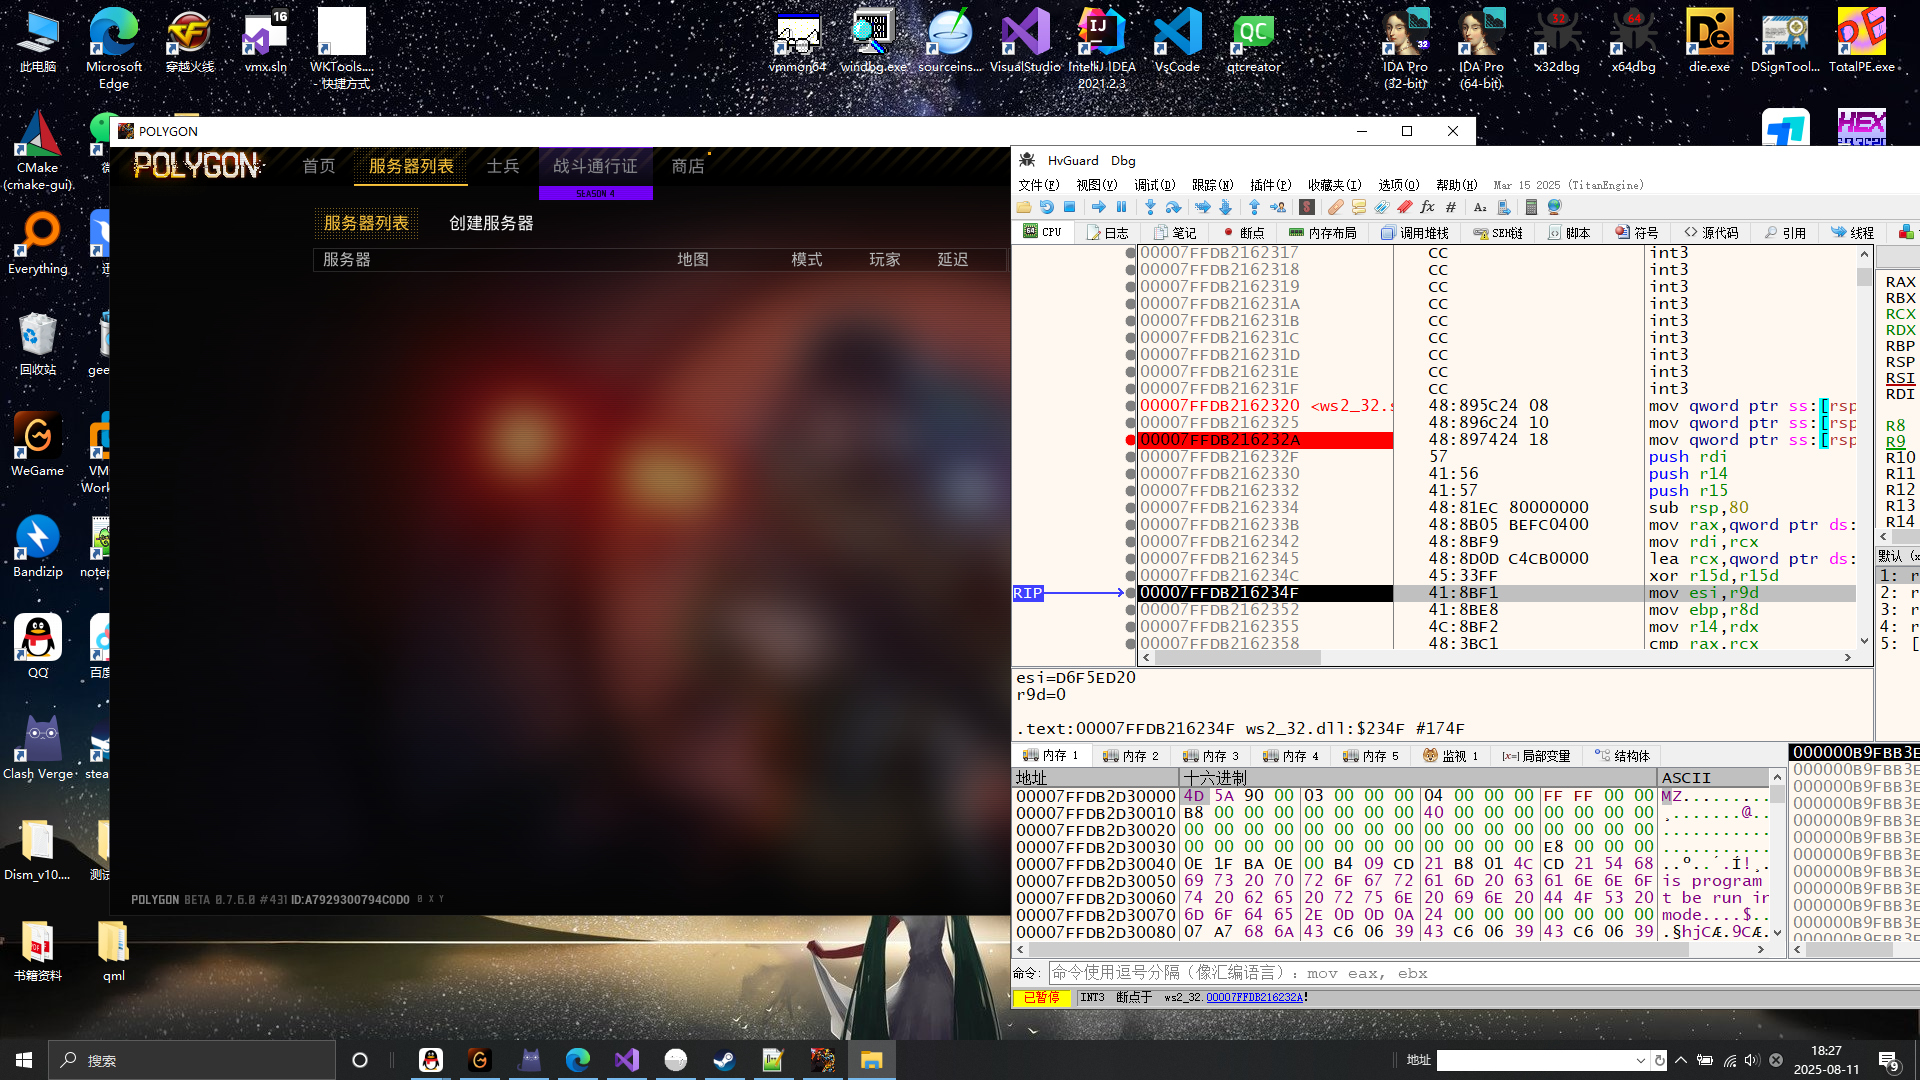 此电脑
Microsoft
Edge
穿越火线
16
vmx.sln
WKTools....
- 快捷方式
vmmon64
windbg.exe
sourceins...
VisualStudio
IntelliJ IDEA
2021.2.3
VsCode
QC
qtcreator
32
IDA Pro
(32-bit)
IDA Pro
(64-bit)
32
x32dbg
64
x64dbg
die.exe
DSignTool...
TotalPE.exe
HEX
CMake
(cmake-gui)
Everything
回收站
gee
WeGame
VM
Work
Bandizip
notep
QQ
百度
Clash Verge
stea
Dism_v10....
测试
书籍资料
qml
POLYGON
POLYGON
首页
服务器列表
士兵
战斗通行证
SEASON 4
商店
服务器列表
创建服务器
服务器
地图
模式
玩家
延迟
POLYGON BETA 0.7.6.0 #431 ID:A7929300794C0D0 0 X Y
HvGuard Dbg
文件(F) 视图(V) 调试(D) 跟踪(N) 插件(P) 收藏夹(I) 选项(O) 帮助(H) Mar 15 2025 (TitanEngine)
CPU 日志 笔记 断点 内存布局 调用堆栈 SEH链 脚本 符号 源代码 引用 线程
00007FFDB2162317 CC int3
00007FFDB2162318 CC int3
00007FFDB2162319 CC int3
00007FFDB216231A CC int3
00007FFDB216231B CC int3
00007FFDB216231C CC int3
00007FFDB216231D CC int3
00007FFDB216231E CC int3
00007FFDB216231F CC int3
00007FFDB2162320 <ws2_32.s 48:895C24 08 mov qword ptr ss:[rsp
00007FFDB2162325 48:896C24 10 mov qword ptr ss:[rsp
00007FFDB216232A 48:897424 18 mov qword ptr ss:[rsp
00007FFDB216232F 57 push rdi
00007FFDB2162330 41:56 push r14
00007FFDB2162332 41:57 push r15
00007FFDB2162334 48:81EC 80000000 sub rsp,80
00007FFDB216233B 48:8B05 BEFC0400 mov rax,qword ptr ds:
00007FFDB2162342 48:8BF9 mov rdi,rcx
00007FFDB2162345 48:8D0D C4CB0000 lea rcx,qword ptr ds:
00007FFDB216234C 45:33FF xor r15d,r15d
RIP 00007FFDB216234F 41:8BF1 mov esi,r9d
00007FFDB2162352 41:8BE8 mov ebp,r8d
00007FFDB2162355 4C:8BF2 mov r14,rdx
00007FFDB2162358 48:3BC1 cmp rax,rcx
RAX
RBX
RCX
RDX
RBP
RSP
RSI
RDI
R8
R9
R10
R11
R12
R13
R14
默认 (x
1: r
2: r
3: r
4: r
5: [
esi=D6F5ED20
r9d=0
.text:00007FFDB216234F ws2_32.dll:$234F #174F
内存 1 内存 2 内存 3 内存 4 内存 5 监视 1 [x=] 局部变量 结构体
地址 十六进制 ASCII
00007FFDB2D30000 4D 5A 90 00 03 00 00 00 04 00 00 00 FF FF 00 00 MZ..........
00007FFDB2D30010 B8 00 00 00 00 00 00 00 40 00 00 00 00 00 00 00 ¸.......@..
00007FFDB2D30020 00 00 00 00 00 00 00 00 00 00 00 00 00 00 00 00 ............
00007FFDB2D30030 00 00 00 00 00 00 00 00 00 00 00 00 E8 00 00 00 ............
00007FFDB2D30040 0E 1F BA 0E 00 B4 09 CD 21 B8 01 4C CD 21 54 68 ..º..´.Í!¸.
00007FFDB2D30050 69 73 20 70 72 6F 67 72 61 6D 20 63 61 6E 6E 6F is program
00007FFDB2D30060 74 20 62 65 20 72 75 6E 20 69 6E 20 44 4F 53 20 t be run in
00007FFDB2D30070 6D 6F 64 65 2E 0D 0D 0A 24 00 00 00 00 00 00 00 mode....$..
00007FFDB2D30080 07 A7 68 6A 43 C6 06 39 43 C6 06 39 43 C6 06 39 .§hjCÆ.9CÆ.
000000B9FBB3E
000000B9FBB3E
000000B9FBB3E
000000B9FBB3E
000000B9FBB3E
000000B9FBB3E
000000B9FBB3E
000000B9FBB3E
000000B9FBB3E
000000B9FBB3E
000000B9FBB3E
命令: 命令使用逗号分隔（像汇编语言）: mov eax, ebx
已暂停 INT3 断点于 ws2_32.00007FFDB216232A!
搜索
地址
18:27
2025-08-11
9